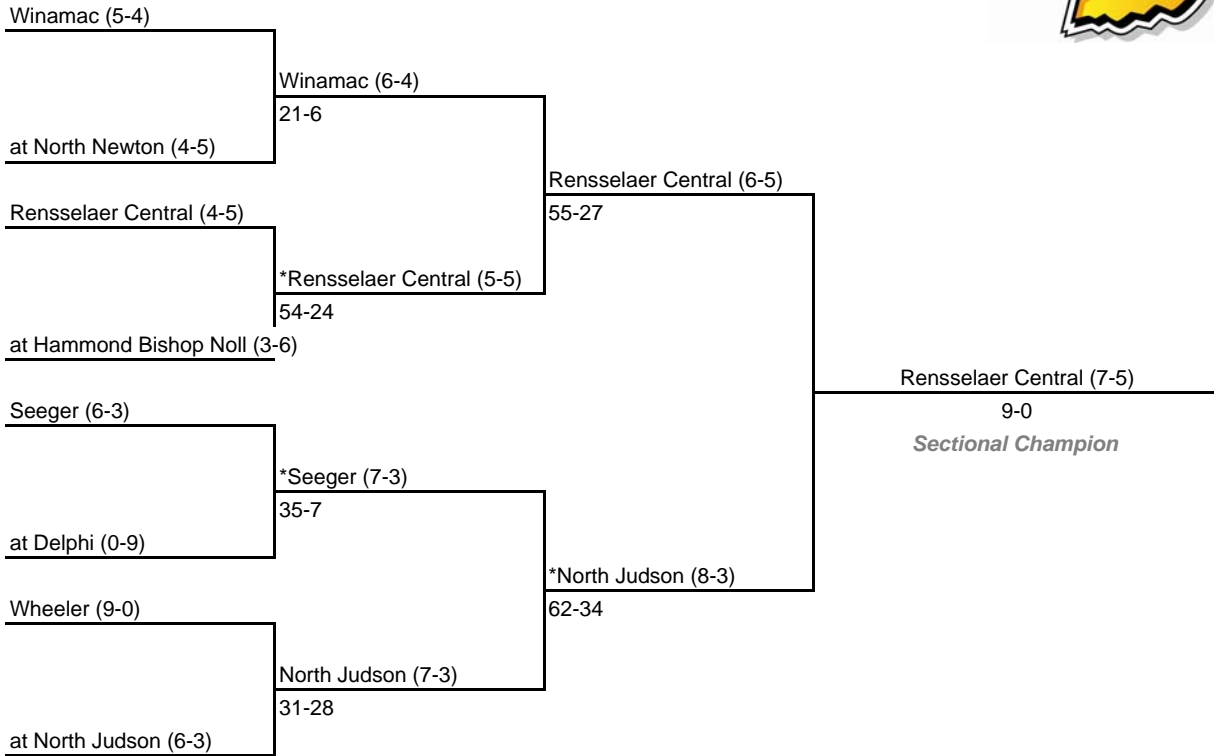 Winamac (5-4)
Winamac (6-4)
21-6
at North Newton (4-5)
Rensselaer Central (6-5)
55-27
Rensselaer Central (4-5)
*Rensselaer Central (5-5)
54-24
at Hammond Bishop Noll (3-6)
Rensselaer Central (7-5)
9-0
Sectional Champion
Seeger (6-3)
*Seeger (7-3)
35-7
at Delphi (0-9)
*North Judson (8-3)
62-34
Wheeler (9-0)
North Judson (7-3)
31-28
at North Judson (6-3)